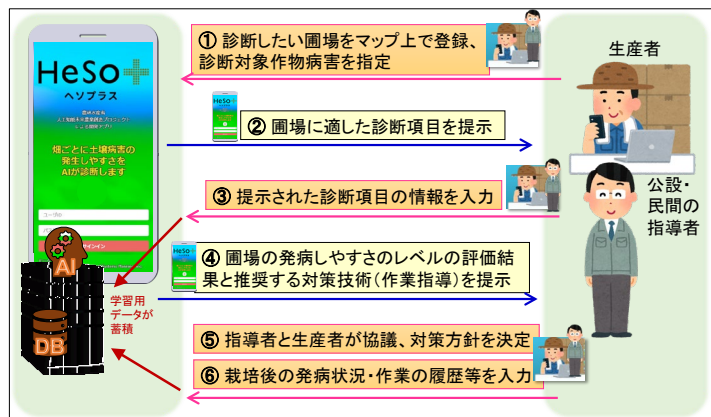 HeSo+
ヘソプラス
畑ごとに土壌病害の
発生しやすさを
AIが診断します
サインイン
AI
DB
学習用
データが
蓄積
① 診断したい圃場をマップ上で登録、
診断対象作物病害を指定
② 圃場に適した診断項目を提示
③ 提示された診断項目の情報を入力
HeSo+
④ 圃場の発病しやすさのレベルの評価結
果と推奨する対策技術(作業指導)を提示
⑤ 指導者と生産者が協議、対策方針を決定
⑥ 栽培後の発病状況・作業の履歴等を入力
生産者
公設・
民間の
指導者